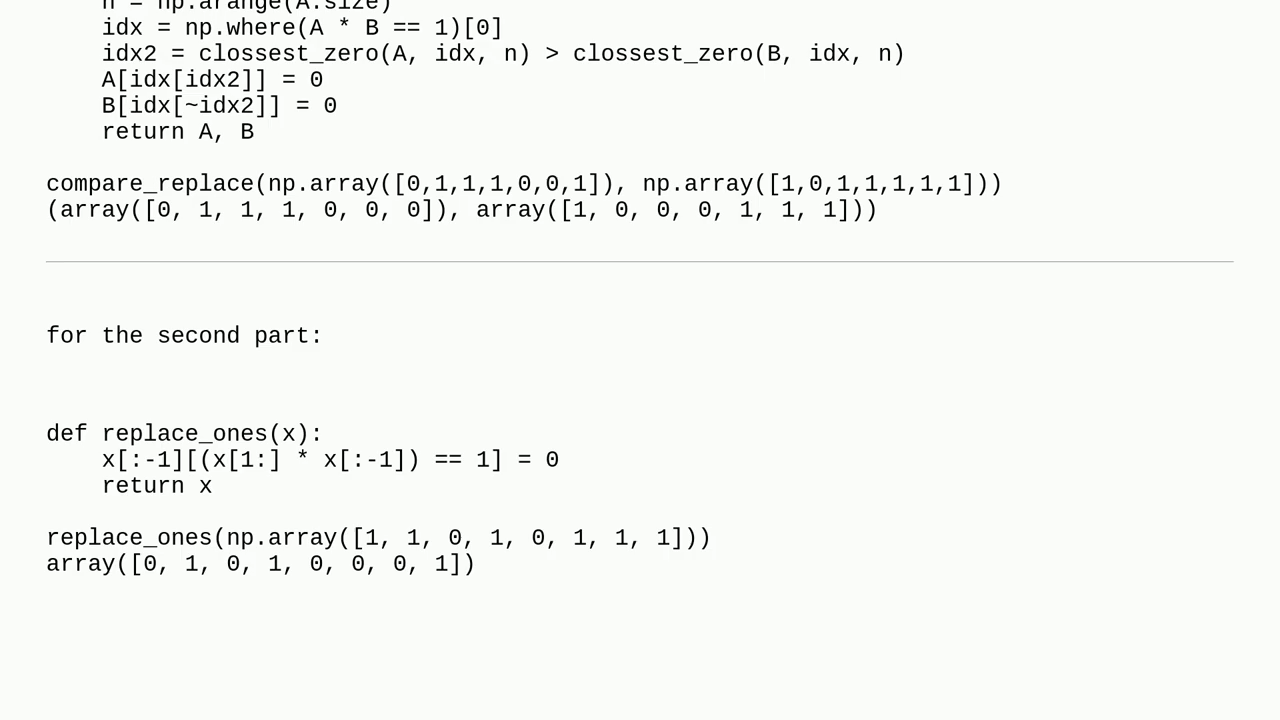 n = np.arange(A.size)
idx = np.where(A * B == 1)[0]
idx2 = clossest_zero(A, idx, n) > clossest_zero(B, idx, n)
A[idx[idx2]] = 0
B[idx[~idx2]] = 0
return A, B
compare_replace(np.array([0,1,1,1,0,0,1]), np.array([1,0,1,1,1,1,1]))
(array([0, 1, 1, 1, 0, 0, 0]), array([1, 0, 0, 0, 1, 1, 1]))
for the second part:
def replace_ones(x):
x[:-1][(x[1:] * x[:-1]) == 1] = 0
return x
replace_ones(np.array([1, 1, 0, 1, 0, 1, 1, 1]))
array([0, 1, 0, 1, 0, 0, 0, 1])